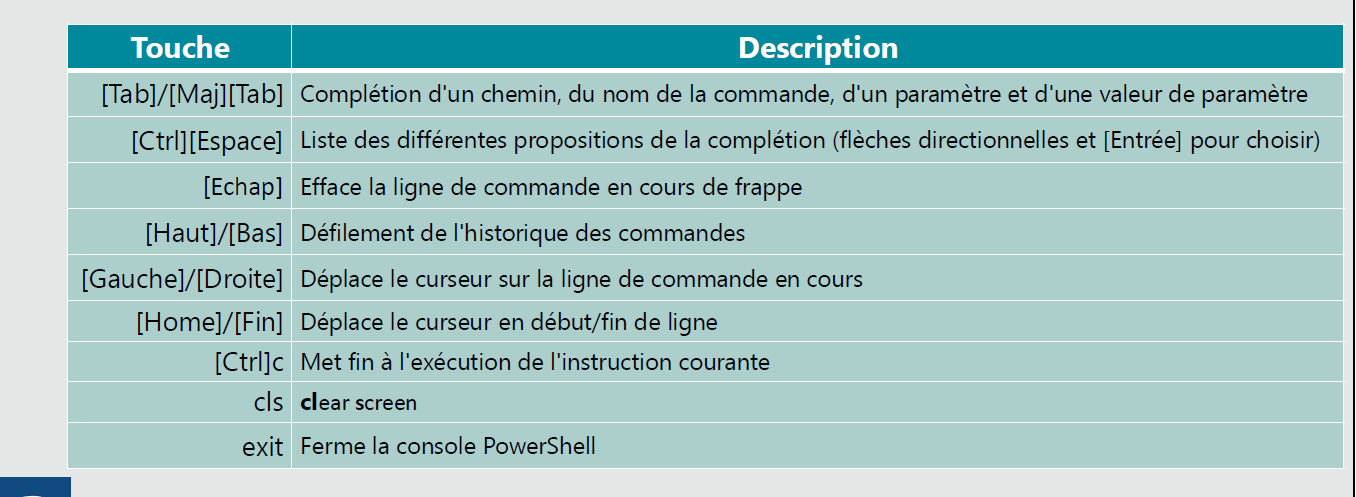 Touche Description
[Tab]/[Maj][Tab] Complétion d'un chemin, du nom de la commande, d'un paramètre et d'une valeur de paramètre
[Ctrl][Espace] Liste des différentes propositions de la complétion (flèches directionnelles et [Entrée] pour choisir)
[Echap] Efface la ligne de commande en cours de frappe
[Haut]/[Bas] Défilement de l'historique des commandes
[Gauche]/[Droite] Déplace le curseur sur la ligne de commande en cours
[Home]/[Fin] Déplace le curseur en début/fin de ligne
[Ctrl]c Met fin à l'exécution de l'instruction courante
cls clear screen
exit Ferme la console PowerShell